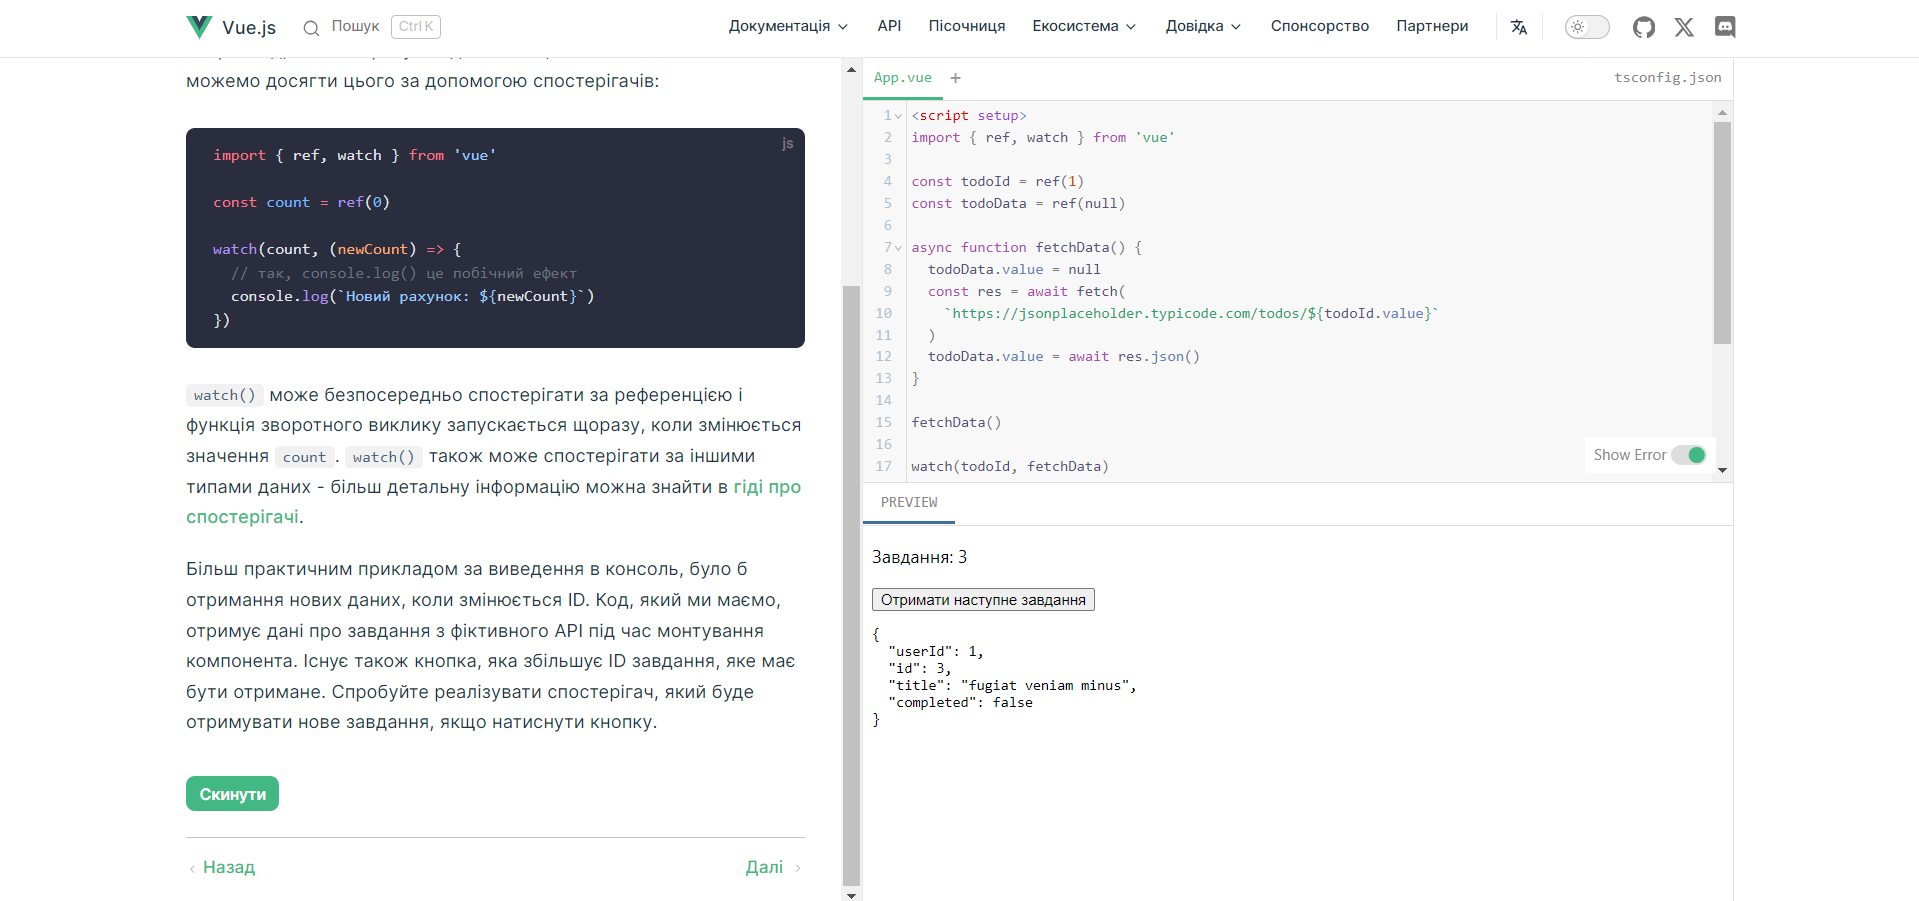 Vue.js
Пошук
Ctrl K
Документація
API
Пісочниця
Екосистема
Довідка
Спонсорство
Партнери
можемо досягти цього за допомогою спостерігачів:
js
import { ref, watch } from 'vue'
const count = ref(0)
watch(count, (newCount) => {
  // так, console.log() це побічний ефект
  console.log(`Новий рахунок: ${newCount}`)
})
watch() може безпосередньо спостерігати за референцією і
функція зворотного виклику запускається щоразу, коли змінюється
значення count. watch() також може спостерігати за іншими
типами даних - більш детальну інформацію можна знайти в гіді про
спостерігачі.
Більш практичним прикладом за виведення в консоль, було б
отримання нових даних, коли змінюється ID. Код, який ми маємо,
отримує дані про завдання з фіктивного API під час монтування
компонента. Існує також кнопка, яка збільшує ID завдання, яке має
бути отримане. Спробуйте реалізувати спостерігач, який буде
отримувати нове завдання, якщо натиснути кнопку.
Скинути
Назад
Далі
App.vue
+
tsconfig.json
1 <script setup>
2 import { ref, watch } from 'vue'
3
4 const todoId = ref(1)
5 const todoData = ref(null)
6
7 async function fetchData() {
8   todoData.value = null
9   const res = await fetch(
10     `https://jsonplaceholder.typicode.com/todos/${todoId.value}`
11   )
12   todoData.value = await res.json()
13 }
14
15 fetchData()
16
17 watch(todoId, fetchData)
Show Error
PREVIEW
Завдання: 3
Отримати наступне завдання
{
  "userId": 1,
  "id": 3,
  "title": "fugiat veniam minus",
  "completed": false
}